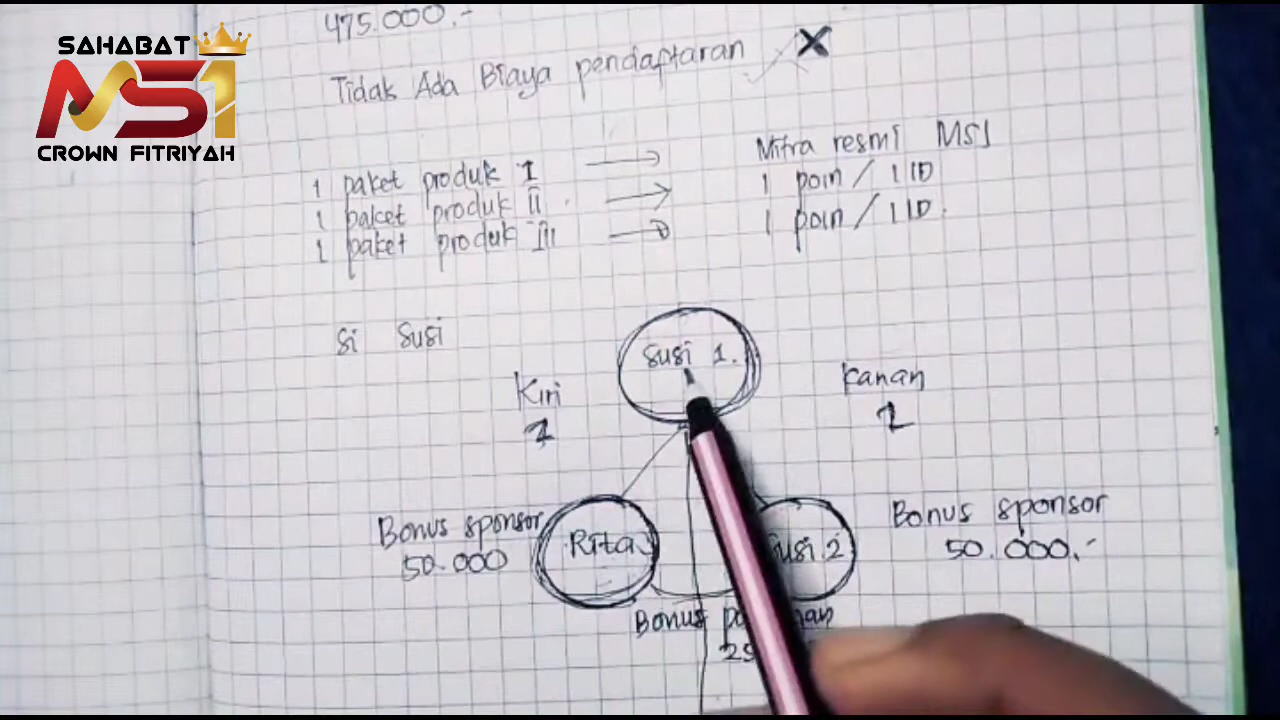 SAHABAT
MSI
CROWN FITRIYAH
475.000.-
Tidak Ada Biaya pendaftaran X
1 paket produk I → Mitra resmi MSI
1 paket produk II → 1 poin / 1 ID
1 paket produk III → 1 poin / 1 ID.
Si Susi
Susi 1.
Kiri
1
Kanan
1
Bonus sponsor
50.000
Rita
Susi 2
Bonus sponsor
50.000.-
Bonus